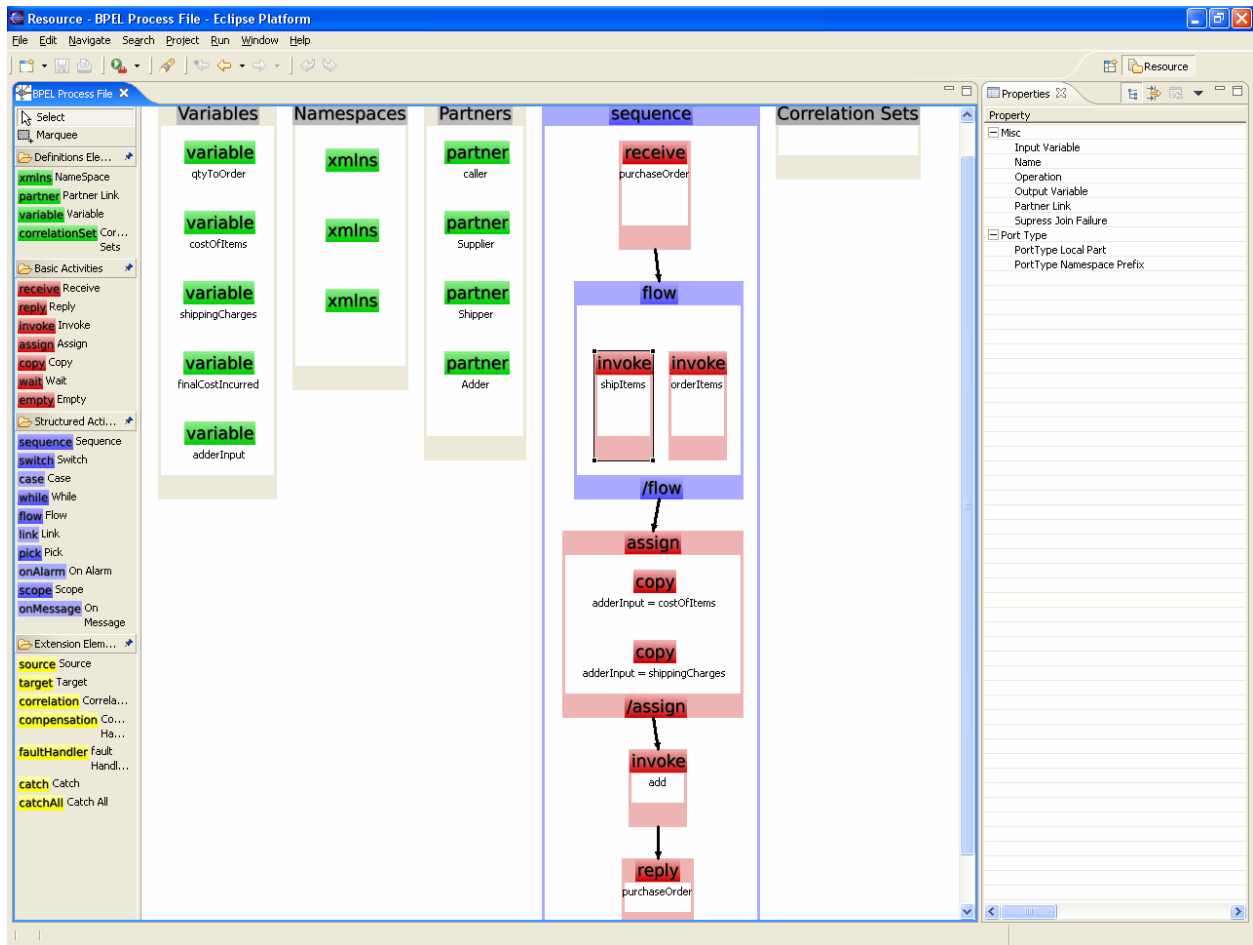 Resource - BPEL Process File - Eclipse Platform
File Edit Navigate Search Project Run Window Help
Resource
BPEL Process File
Properties
Select
Marquee
Definitions Ele...
xmlns NameSpace
partner Partner Link
variable Variable
correlationSet Cor...
Sets
Basic Activities
receive Receive
reply Reply
invoke Invoke
assign Assign
copy Copy
wait Wait
empty Empty
Structured Acti...
sequence Sequence
switch Switch
case Case
while While
flow Flow
link Link
pick Pick
onAlarm On Alarm
scope Scope
onMessage On
Message
Extension Elem...
source Source
target Target
correlation Correla...
compensation Co...
Ha...
faultHandler fault
Handl...
catch Catch
catchAll Catch All
Variables
variable
qtyToOrder
variable
costOfItems
variable
shippingCharges
variable
finalCostIncurred
variable
adderInput
Namespaces
xmlns
xmlns
xmlns
Partners
partner
caller
partner
Supplier
partner
Shipper
partner
Adder
sequence
receive
purchaseOrder
flow
invoke invoke
shipItems orderItems
/flow
assign
copy
adderInput = costOfItems
copy
adderInput = shippingCharges
/assign
invoke
add
reply
purchaseOrder
Correlation Sets
Property
Misc
Input Variable
Name
Operation
Output Variable
Partner Link
Supress Join Failure
Port Type
PortType Local Part
PortType Namespace Prefix